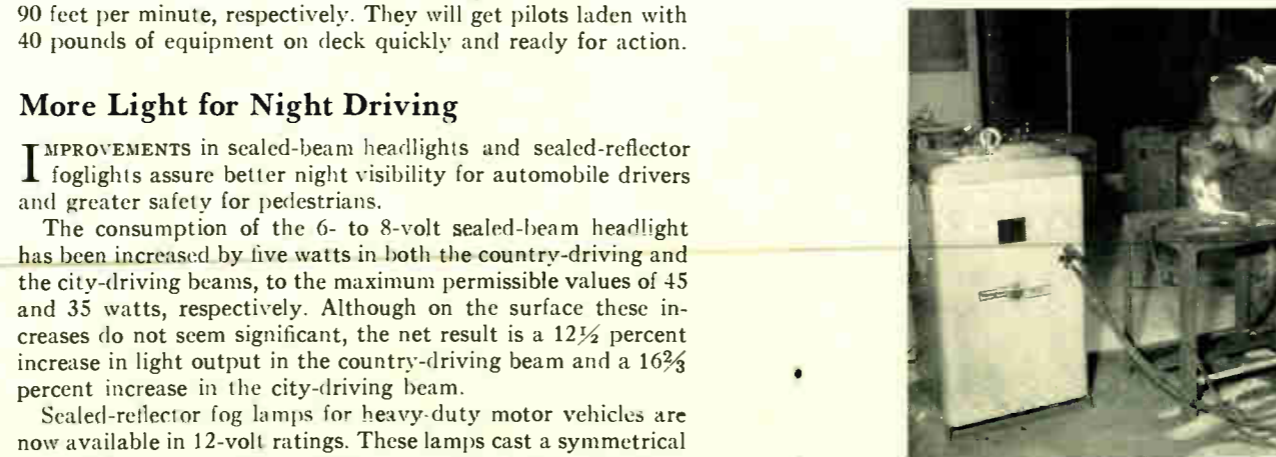 90 feet per minute, respectively. They will get pilots laden with
40 pounds of equipment on deck quickly and ready for action.
More Light for Night Driving
IMPROVEMENTS in sealed-beam headlights and sealed-reflector
foglights assure better night visibility for automobile drivers
and greater safety for pedestrians.
The consumption of the 6- to 8-volt sealed-beam headlight
has been increased by five watts in both the country-driving and
the city-driving beams, to the maximum permissible values of 45
and 35 watts, respectively. Although on the surface these in-
creases do not seem significant, the net result is a 12½ percent
increase in light output in the country-driving beam and a 16⅔
percent increase in the city-driving beam.
Sealed-reflector fog lamps for heavy-duty motor vehicles are
now available in 12-volt ratings. These lamps cast a symmetrical